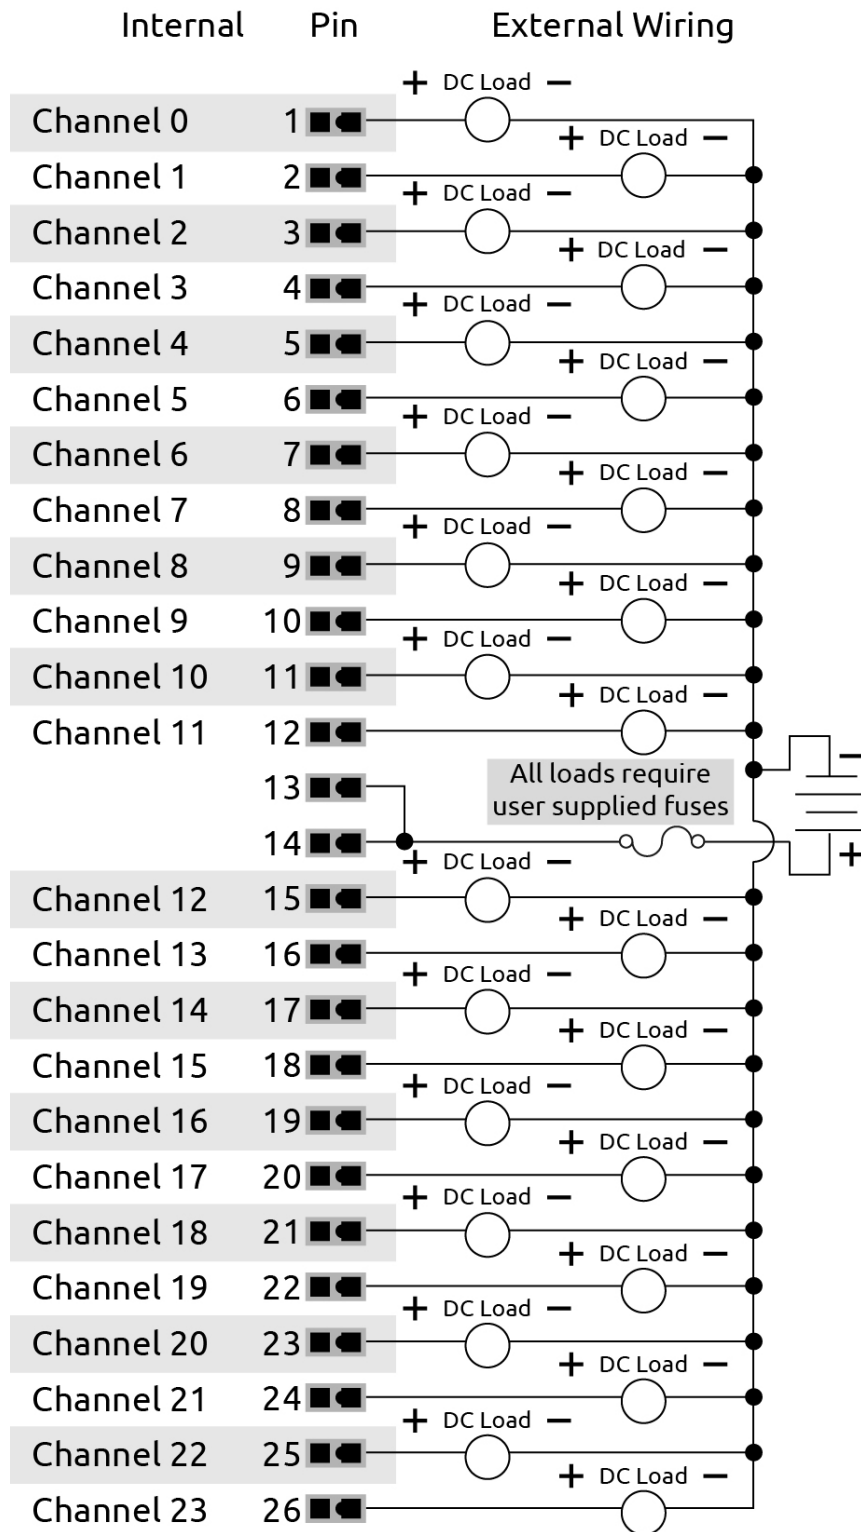 Internal Pin External Wiring
+ DC Load −
Channel 0 1
+ DC Load −
Channel 1 2
+ DC Load −
Channel 2 3
+ DC Load −
Channel 3 4
+ DC Load −
Channel 4 5
+ DC Load −
Channel 5 6
+ DC Load −
Channel 6 7
+ DC Load −
Channel 7 8
+ DC Load −
Channel 8 9
+ DC Load −
Channel 9 10
+ DC Load −
Channel 10 11
+ DC Load −
Channel 11 12
−
All loads require
13
user supplied fuses
14
+
+ DC Load −
Channel 12 15
+ DC Load −
Channel 13 16
+ DC Load −
Channel 14 17
+ DC Load −
Channel 15 18
+ DC Load −
Channel 16 19
+ DC Load −
Channel 17 20
+ DC Load −
Channel 18 21
+ DC Load −
Channel 19 22
+ DC Load −
Channel 20 23
+ DC Load −
Channel 21 24
+ DC Load −
Channel 22 25
+ DC Load −
Channel 23 26